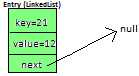 Entry (LinkedList)
key=21
null
value=12
next